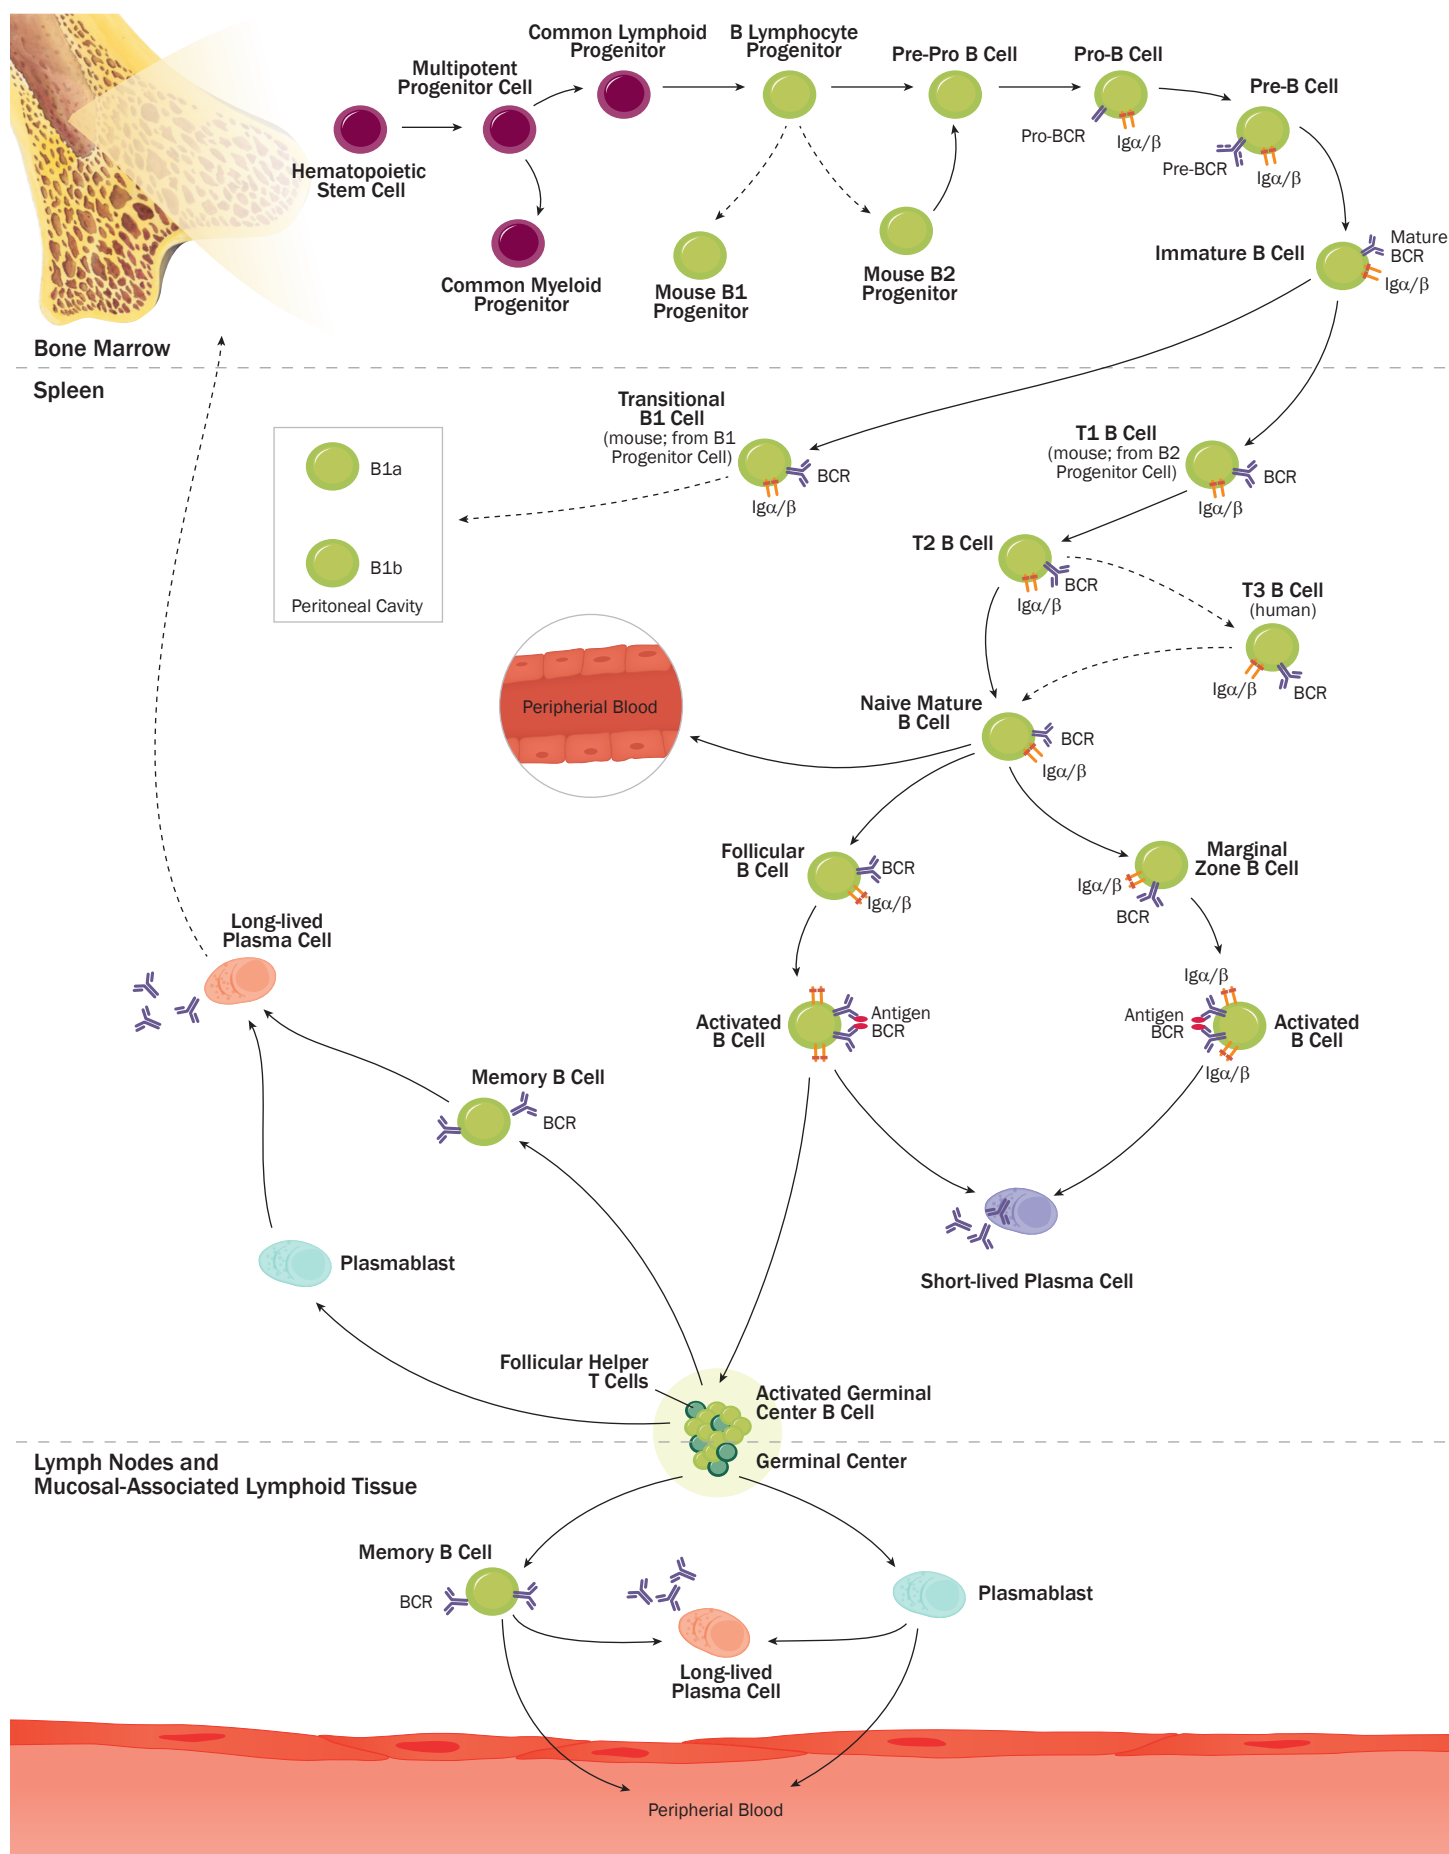 Common Lymphoid
Progenitor
B Lymphocyte
Progenitor
Pre-Pro B Cell
Pro-B Cell
Multipotent
Progenitor Cell
Pre-B Cell
Pro-BCR
Igα/β
Hematopoietic
Stem Cell
Pre-BCR
Igα/β
Mature
BCR
Immature B Cell
Igα/β
Common Myeloid
Progenitor
Mouse B1
Progenitor
Mouse B2
Progenitor
Bone Marrow
Spleen
Transitional
B1 Cell
(mouse; from B1
Progenitor Cell)
BCR
Igα/β
T1 B Cell
(mouse; from B2
Progenitor Cell)
BCR
Igα/β
B1a
B1b
Peritoneal Cavity
T2 B Cell
BCR
Igα/β
T3 B Cell
(human)
Igα/β
BCR
Peripherial Blood
Naive Mature
B Cell
BCR
Igα/β
Follicular
B Cell
BCR
Igα/β
Marginal
Zone B Cell
Igα/β
BCR
Long-lived
Plasma Cell
Activated
B Cell
Antigen
BCR
Igα/β
Antigen
BCR
Activated
B Cell
Igα/β
Memory B Cell
BCR
Plasmablast
Short-lived Plasma Cell
Follicular Helper
T Cells
Activated Germinal
Center B Cell
Germinal Center
Lymph Nodes and
Mucosal-Associated Lymphoid Tissue
Memory B Cell
BCR
Plasmablast
Long-lived
Plasma Cell
Peripherial Blood